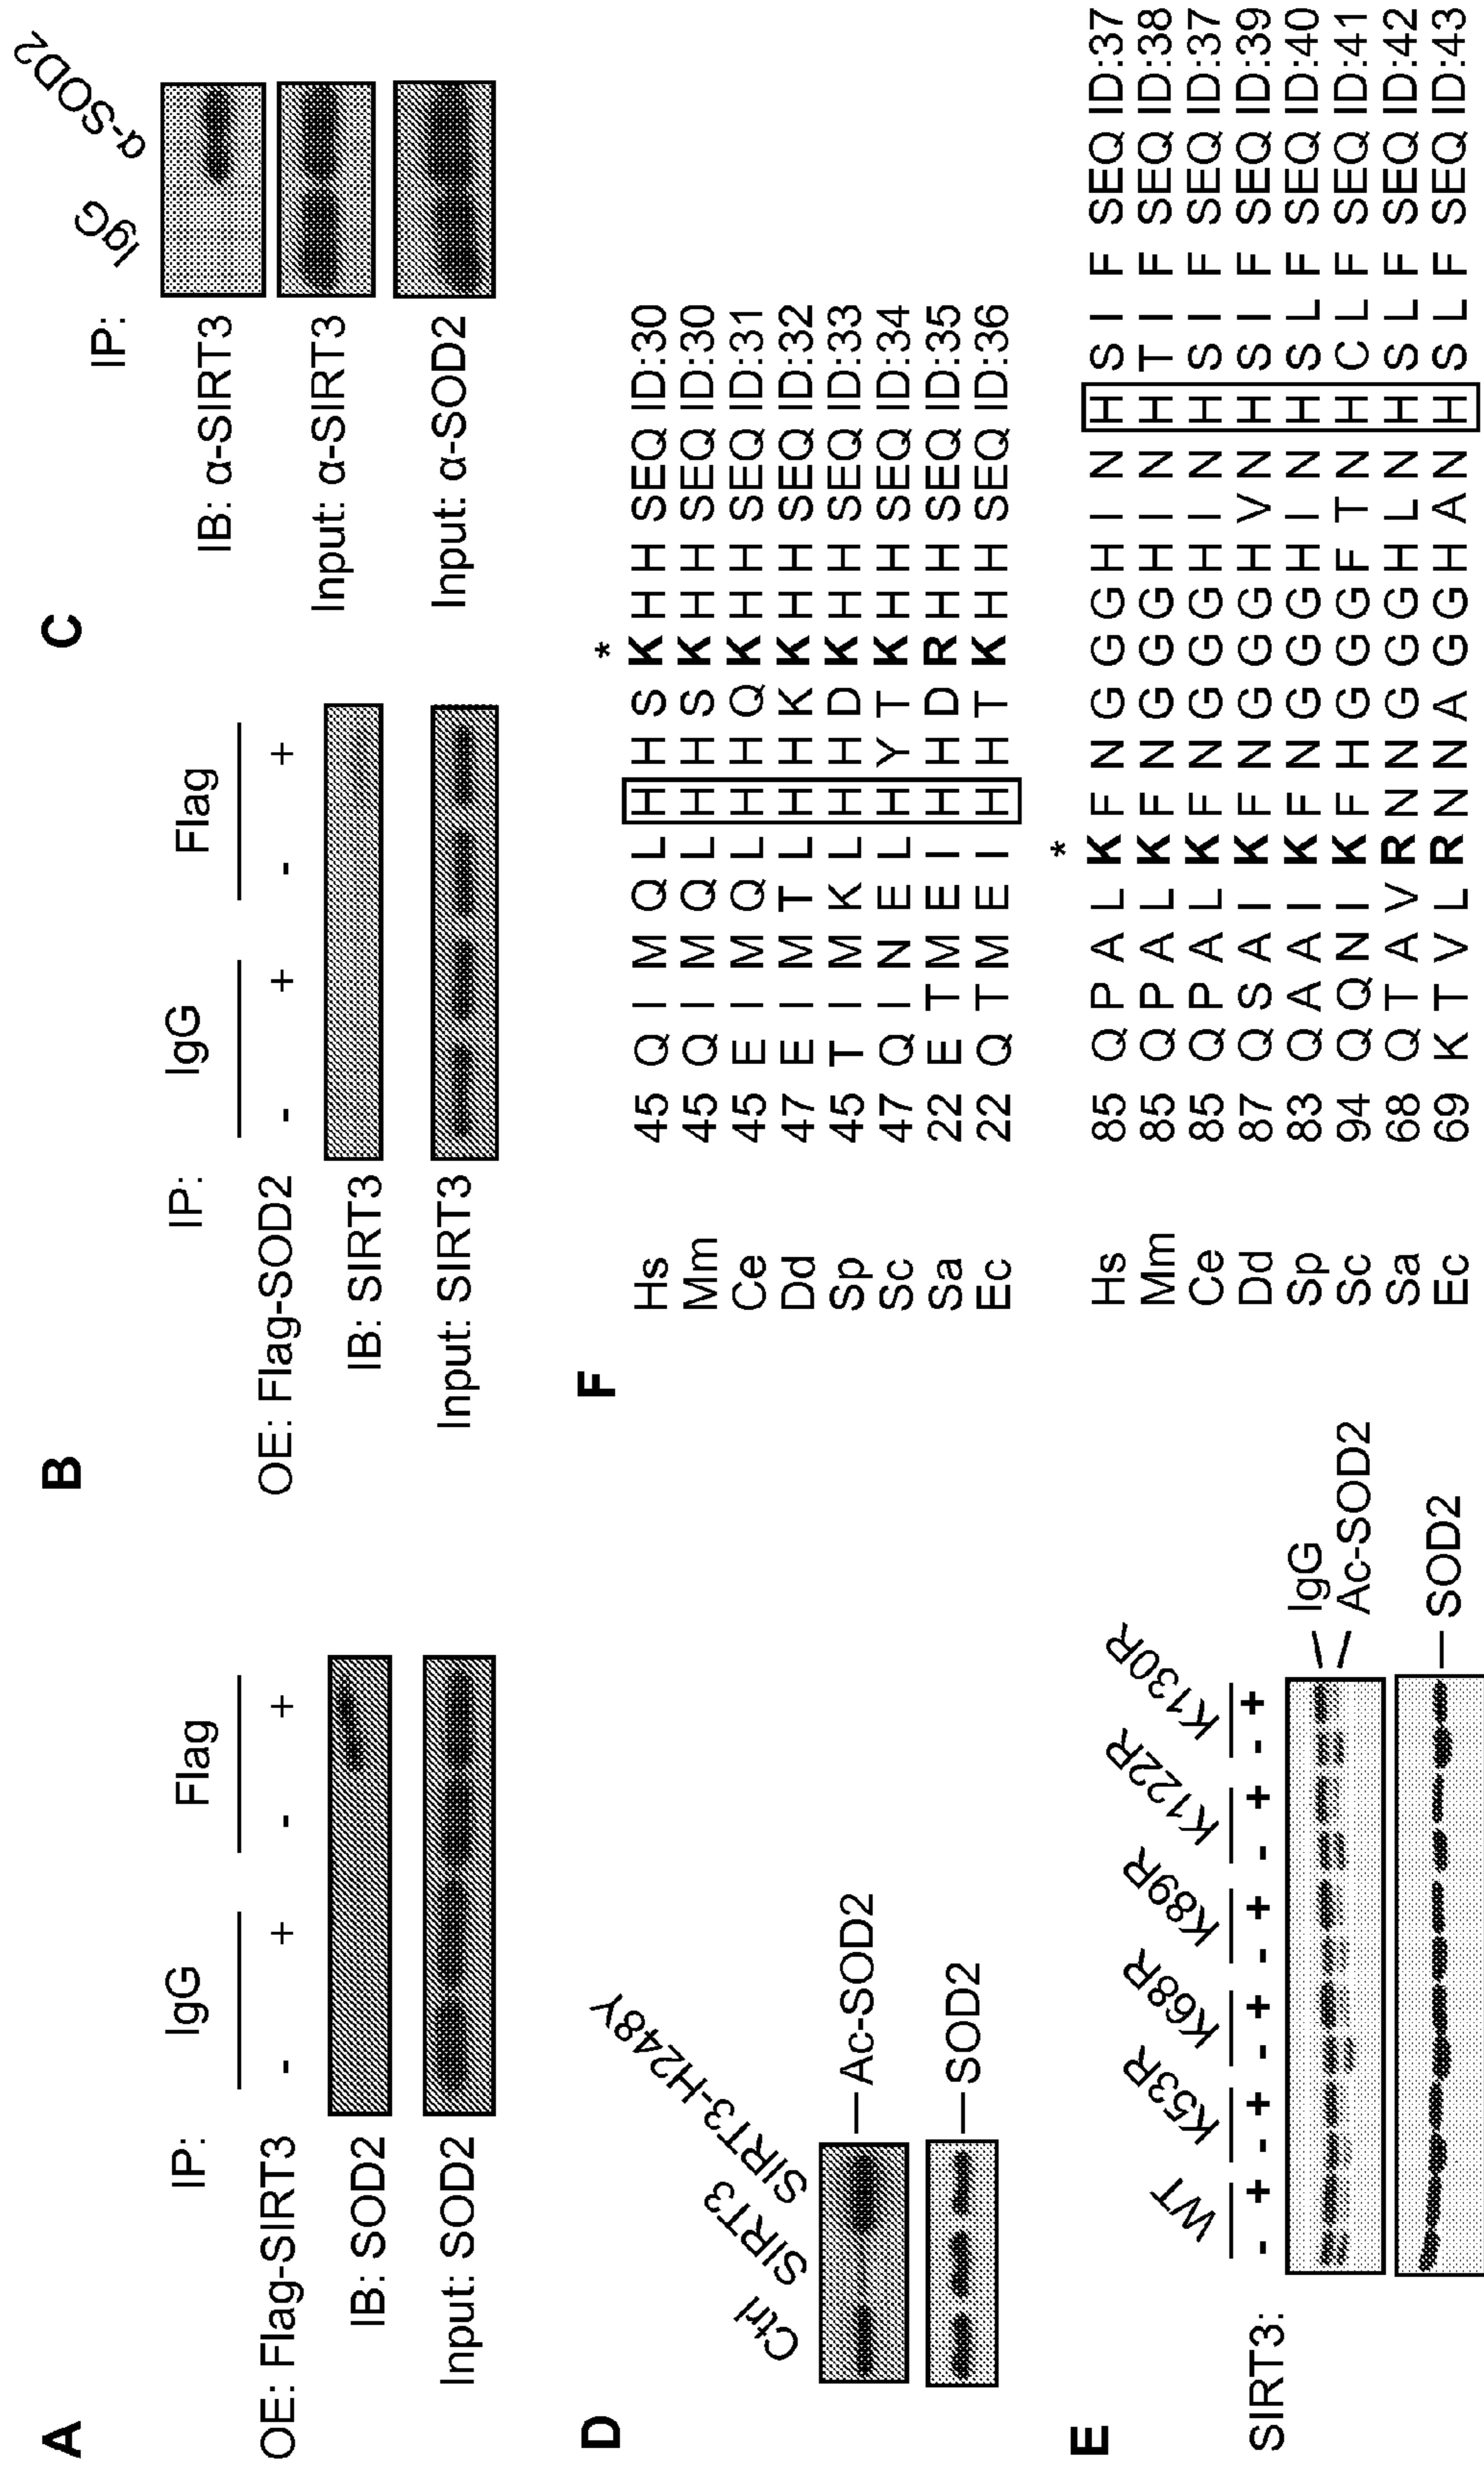 A
IP: IgG Flag
OE: Flag-SIRT3 - + - +
IB: SOD2
Input: SOD2
B
IP: IgG Flag
OE: Flag-SOD2 - + - +
IB: SIRT3
Input: SIRT3
C
IP: IgG α-SOD2
IB: α-SIRT3
Input: α-SIRT3
Input: α-SOD2
D
Ctrl SIRT3 SIRT3-H248Y
Ac-SOD2
SOD2
E
WT K53R K68R K89R K122R K130R
SIRT3: - + - + - + - + - + - +
IgG
Ac-SOD2
SOD2
F
*
Hs 45 Q I M Q L H H S K H H SEQ ID:30
Mm 45 Q I M Q L H H S K H H SEQ ID:30
Ce 45 E I M Q L H H Q K H H SEQ ID:31
Dd 47 E I M T L H H K K H H SEQ ID:32
Sp 45 T I M K L H H D K H H SEQ ID:33
Sc 47 Q I N E L H Y T K H H SEQ ID:34
Sa 22 E T M E I H H D R H H SEQ ID:35
Ec 22 Q T M E I H H T K H H SEQ ID:36
*
Hs 85 Q P A L K F N G G G H I N H S I F SEQ ID:37
Mm 85 Q P A L K F N G G G H I N H T I F SEQ ID:38
Ce 85 Q P A L K F N G G G H I N H S I F SEQ ID:37
Dd 87 Q S A I K F N G G G H V N H S I F SEQ ID:39
Sp 83 Q A A I K F N G G G H I N H S L F SEQ ID:40
Sc 94 Q Q N I K F H G G G F T N H C L F SEQ ID:41
Sa 68 Q T A V R N N G G G H L N H S L F SEQ ID:42
Ec 69 K T V L R N N A G G H A N H S L F SEQ ID:43